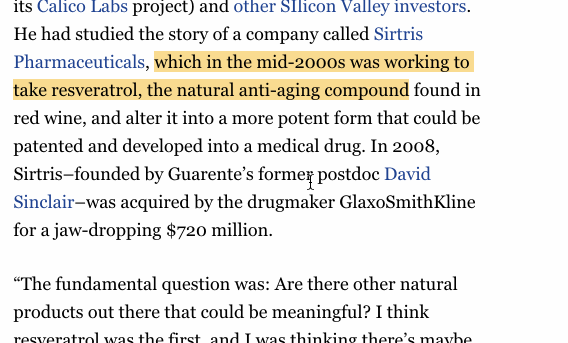 its Calico Labs project) and other SIlicon Valley investors.
He had studied the story of a company called Sirtris
Pharmaceuticals, which in the mid-2000s was working to
take resveratrol, the natural anti-aging compound found in
red wine, and alter it into a more potent form that could be
patented and developed into a medical drug. In 2008,
Sirtris–founded by Guarente’s former postdoc David
Sinclair–was acquired by the drugmaker GlaxoSmithKline
for a jaw-dropping $720 million.
“The fundamental question was: Are there other natural
products out there that could be meaningful? I think
resveratrol was the first, and I was thinking there’s maybe